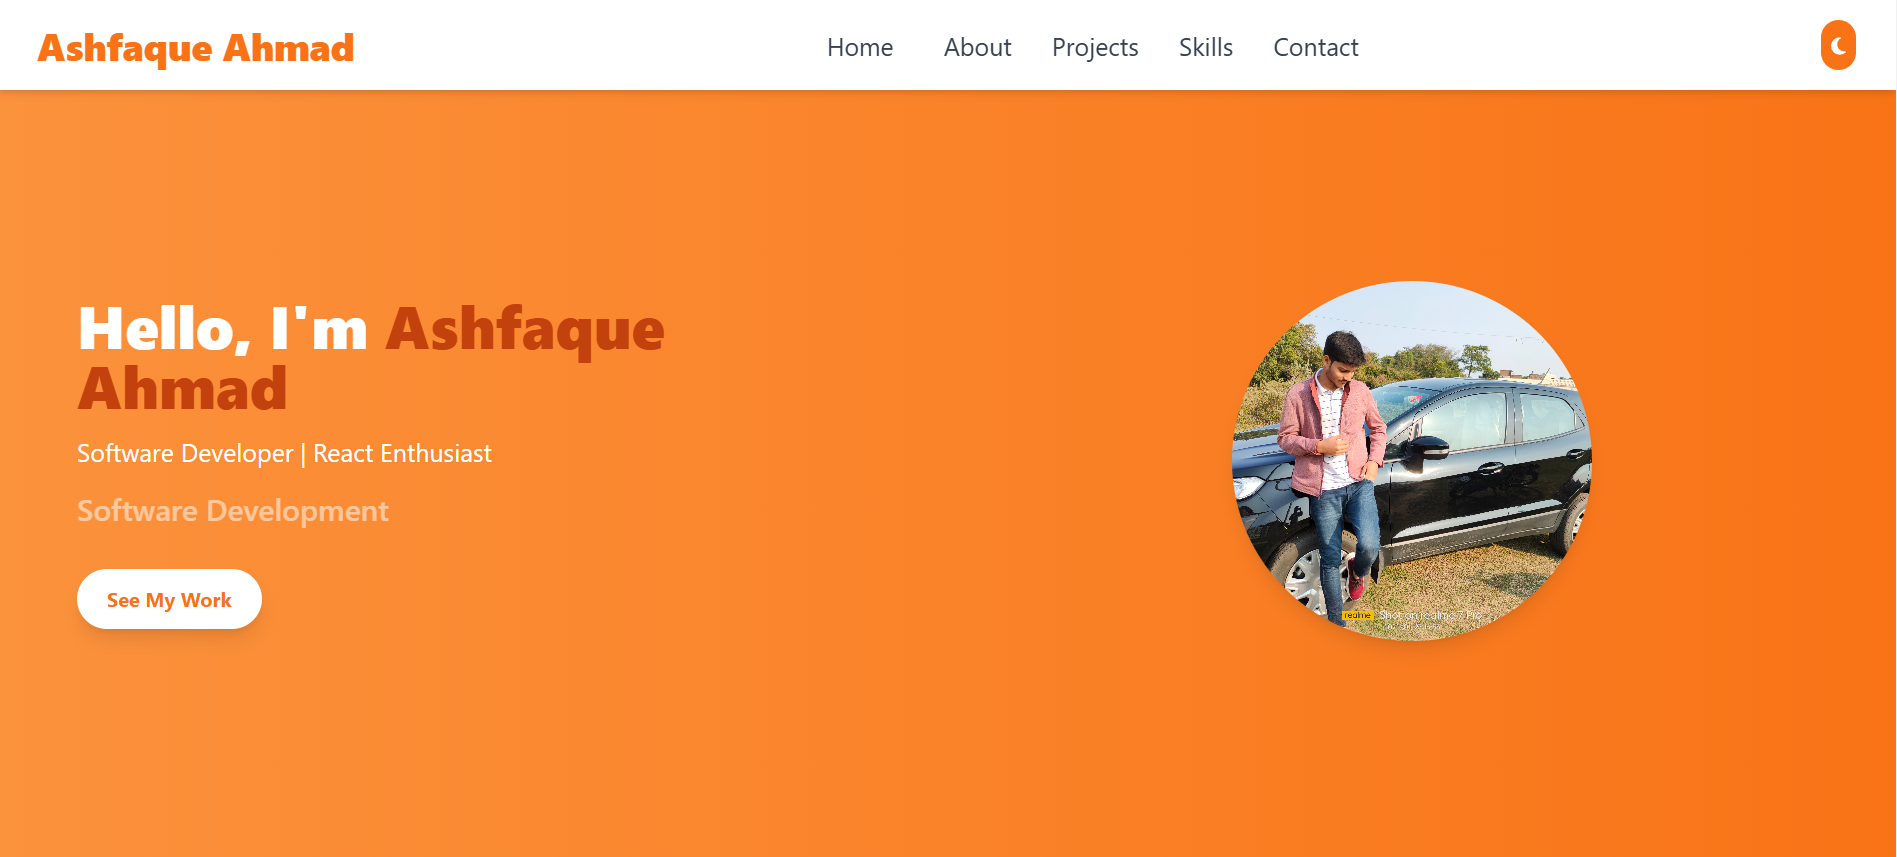 Ashfaque Ahmad
Home About Projects Skills Contact
Hello, I'm Ashfaque
Ahmad
Software Developer | React Enthusiast
Software Development
See My Work
realme Shot on realme 7 Pro